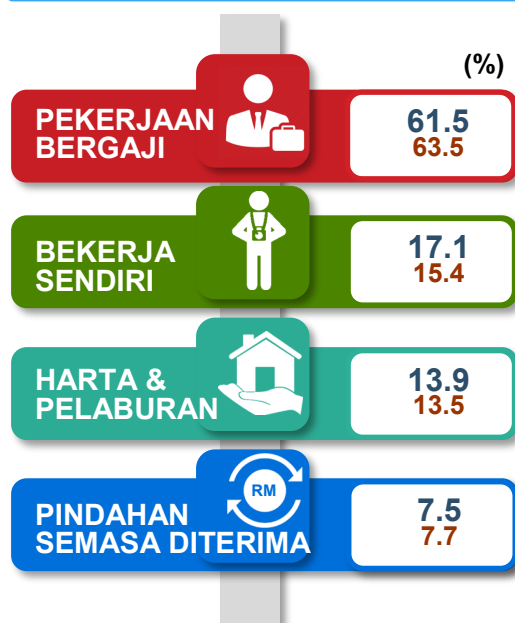 (%)
PEKERJAAN
BERGAJI
61.5
63.5
BEKERJA
SENDIRI
17.1
15.4
HARTA &
PELABURAN
13.9
13.5
RM
PINDAHAN
SEMASA DITERIMA
7.5
7.7